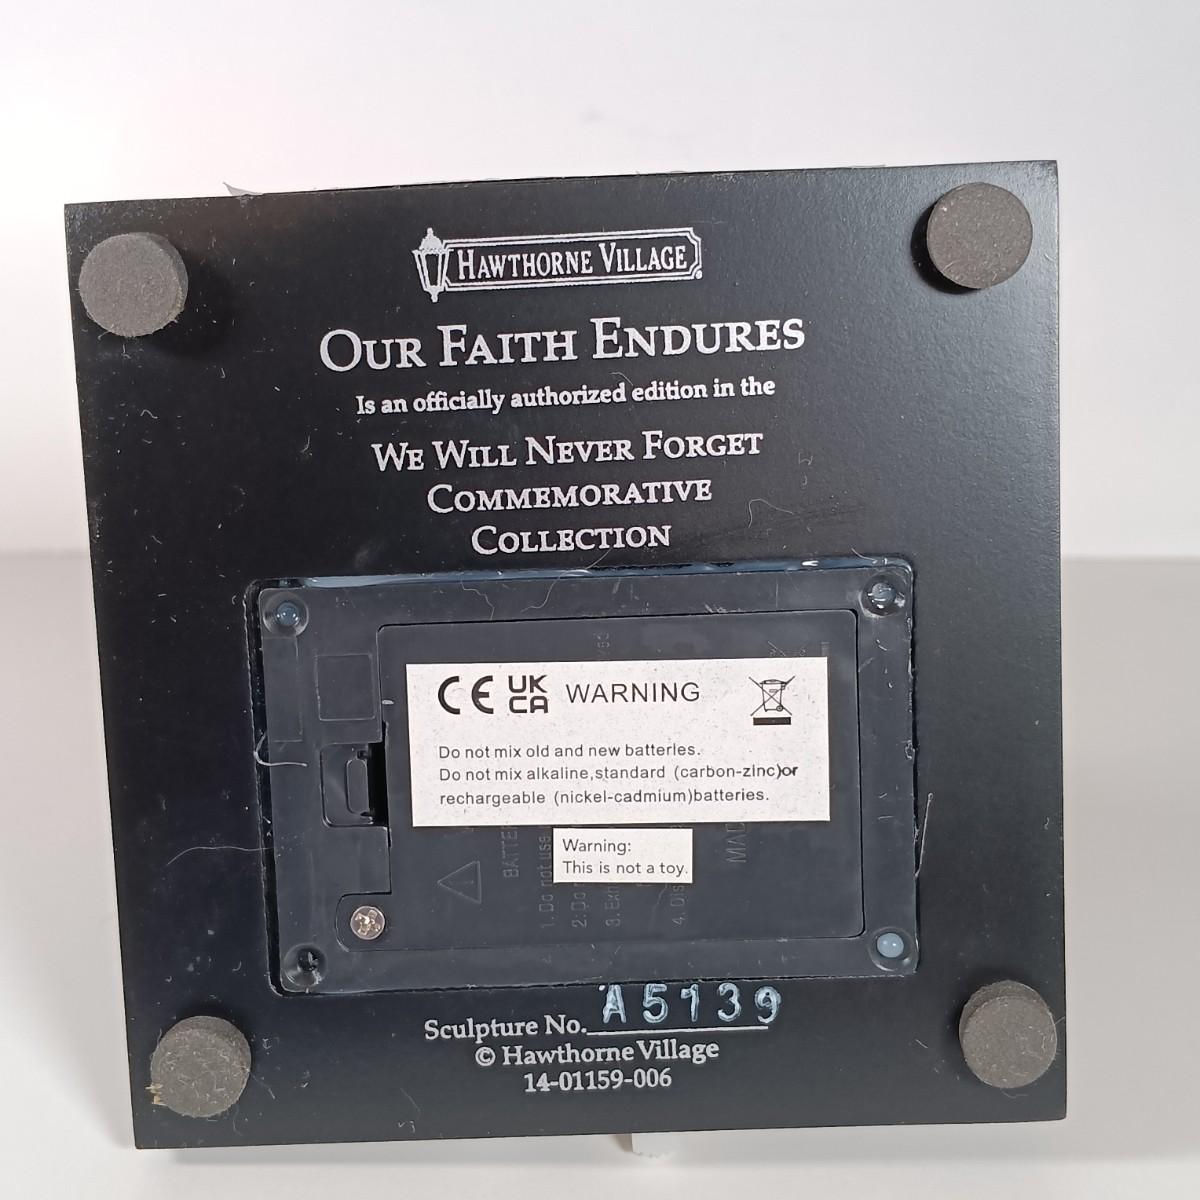 HAWTHORNE VILLAGE®
OUR FAITH ENDURES
Is an officially authorized edition in the
WE WILL NEVER FORGET
COMMEMORATIVE
COLLECTION
CE UKCA WARNING
Do not mix old and new batteries.
Do not mix alkaline,standard (carbon-zinc)or
rechargeable (nickel-cadmium)batteries.
Warning:
This is not a toy.
Sculpture No. A5139
© Hawthorne Village
14-01159-006